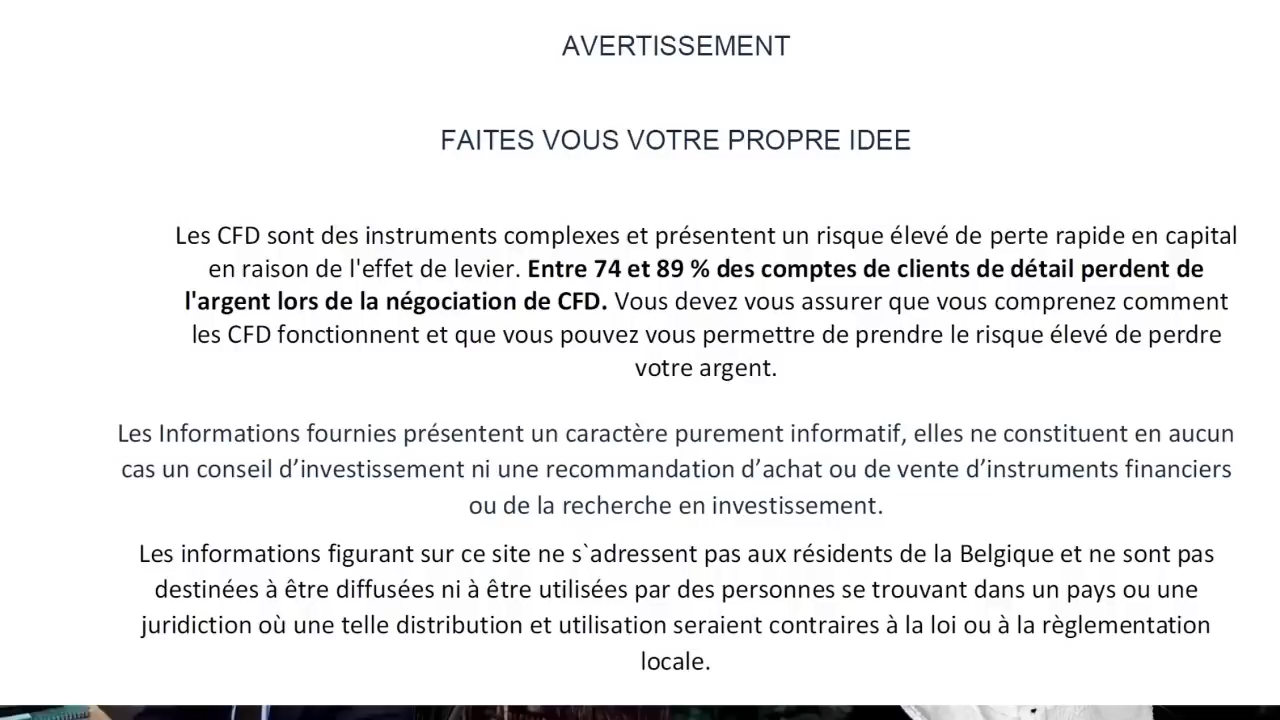 AVERTISSEMENT
FAITES VOUS VOTRE PROPRE IDEE
Les CFD sont des instruments complexes et présentent un risque élevé de perte rapide en capital
en raison de l'effet de levier. Entre 74 et 89 % des comptes de clients de détail perdent de
l'argent lors de la négociation de CFD. Vous devez vous assurer que vous comprenez comment
les CFD fonctionnent et que vous pouvez vous permettre de prendre le risque élevé de perdre
votre argent.
Les Informations fournies présentent un caractère purement informatif, elles ne constituent en aucun
cas un conseil d’investissement ni une recommandation d’achat ou de vente d’instruments financiers
ou de la recherche en investissement.
Les informations figurant sur ce site ne s`adressent pas aux résidents de la Belgique et ne sont pas
destinées à être diffusées ni à être utilisées par des personnes se trouvant dans un pays ou une
juridiction où une telle distribution et utilisation seraient contraires à la loi ou à la règlementation
locale.